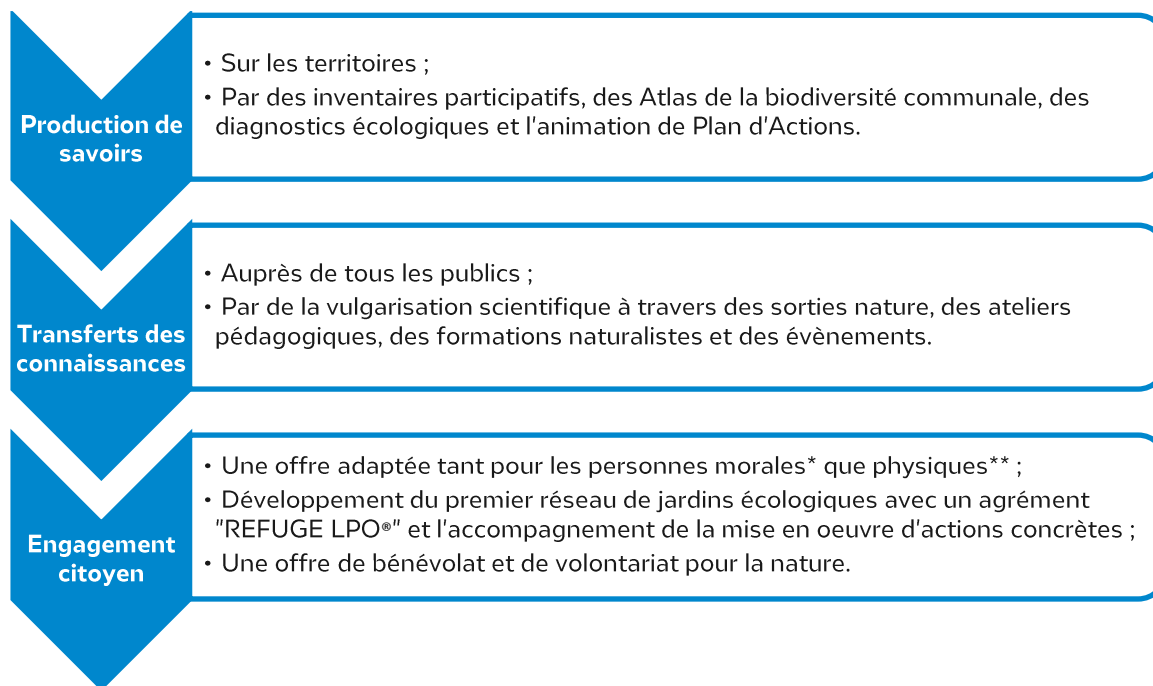 Production de
savoirs
• Sur les territoires ;
• Par des inventaires participatifs, des Atlas de la biodiversité communale, des
diagnostics écologiques et l'animation de Plan d'Actions.
Transferts des
connaissances
• Auprès de tous les publics ;
• Par de la vulgarisation scientifique à travers des sorties nature, des ateliers
pédagogiques, des formations naturalistes et des évènements.
Engagement
citoyen
• Une offre adaptée tant pour les personnes morales* que physiques** ;
• Développement du premier réseau de jardins écologiques avec un agrément
"REFUGE LPO®" et l'accompagnement de la mise en oeuvre d'actions concrètes ;
• Une offre de bénévolat et de volontariat pour la nature.